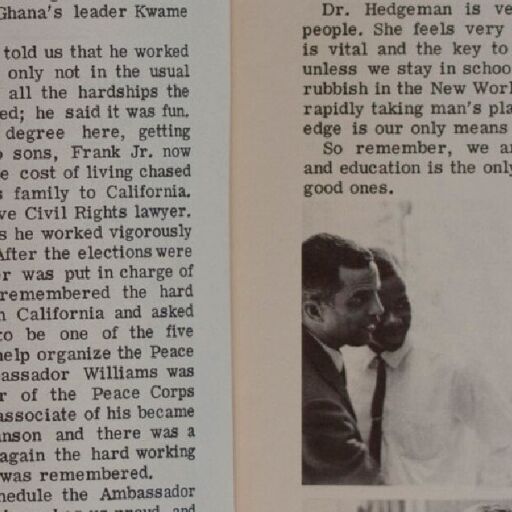 Ghana's leader Kwame
told us that he worked
only not in the usual
all the hardships the
ed; he said it was fun.
degree here, getting
sons, Frank Jr. now
e cost of living chased
s family to California.
ve Civil Rights lawyer.
s he worked vigorously
After the elections were
er was put in charge of
remembered the hard
n California and asked
to be one of the five
help organize the Peace
assador Williams was
r of the Peace Corps
associate of his became
nson and there was a
again the hard working
was remembered.
hedule the Ambassador
Dr. Hedgeman is ve
people. She feels very
is vital and the key to
unless we stay in schoo
rubbish in the New Worl
rapidly taking man's pla
edge is our only means
So remember, we a
and education is the only
good ones.